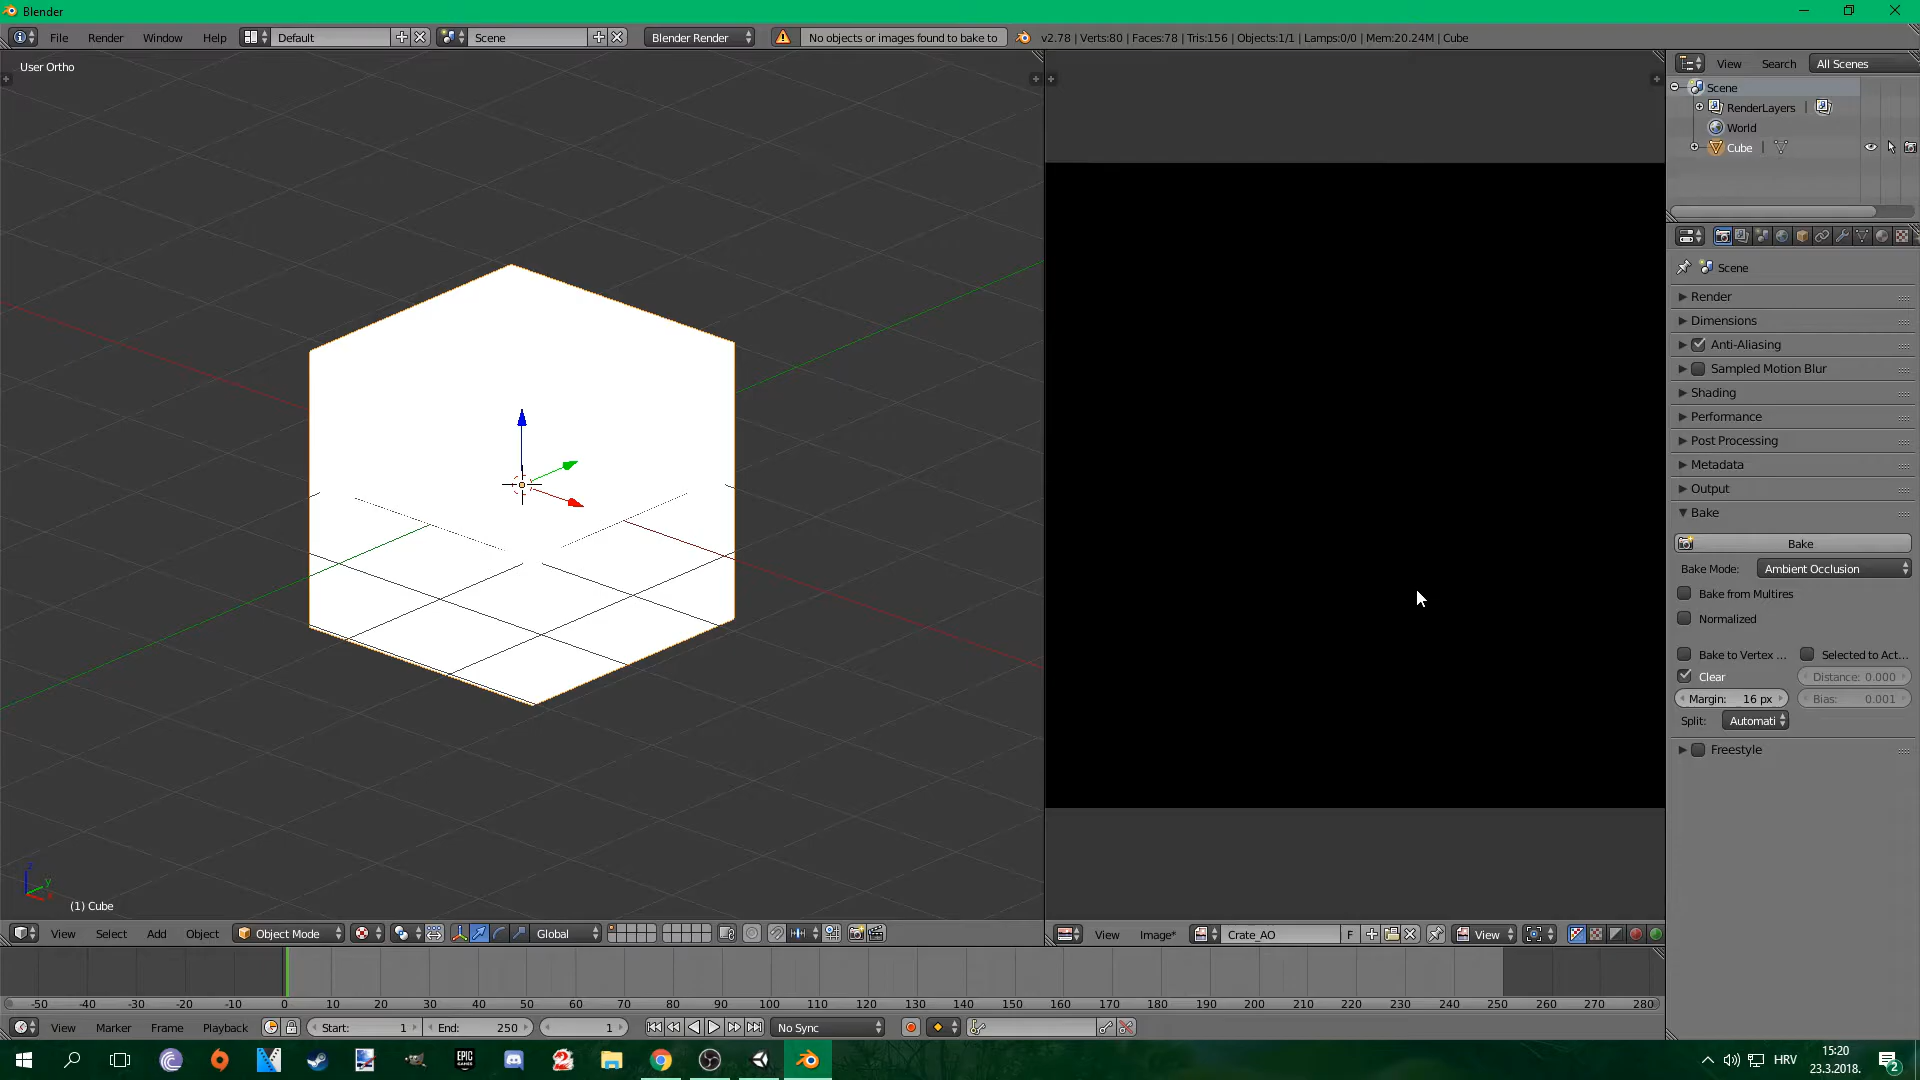 Blender
File Render Window Help Default Scene Blender Render No objects or images found to bake to v2.78 | Verts:80 | Faces:78 | Tris:156 | Objects:1/1 | Lamps:0/0 | Mem:20.24M | Cube
User Ortho
View Search All Scenes
Scene
RenderLayers |
World
Cube |
Scene
Render
Dimensions
Anti-Aliasing
Sampled Motion Blur
Shading
Performance
Post Processing
Metadata
Output
Bake
Bake
Bake Mode: Ambient Occlusion
Bake from Multires
Normalized
Bake to Vertex ... Selected to Act...
Clear Distance: 0.000
Margin: 16 px Bias: 0.001
Split: Automati
Freestyle
z
y
(1) Cube
View Select Add Object Object Mode Global
View Image* Crate_AO F View
-50 -40 -30 -20 -10 0 10 20 30 40 50 60 70 80 90 100 110 120 130 140 150 160 170 180 190 200 210 220 230 240 250 260 270 280
View Marker Frame Playback Start: 1 End: 250 1 No Sync
EPIC GAMES
HRV
15:20
23.3.2018.
2